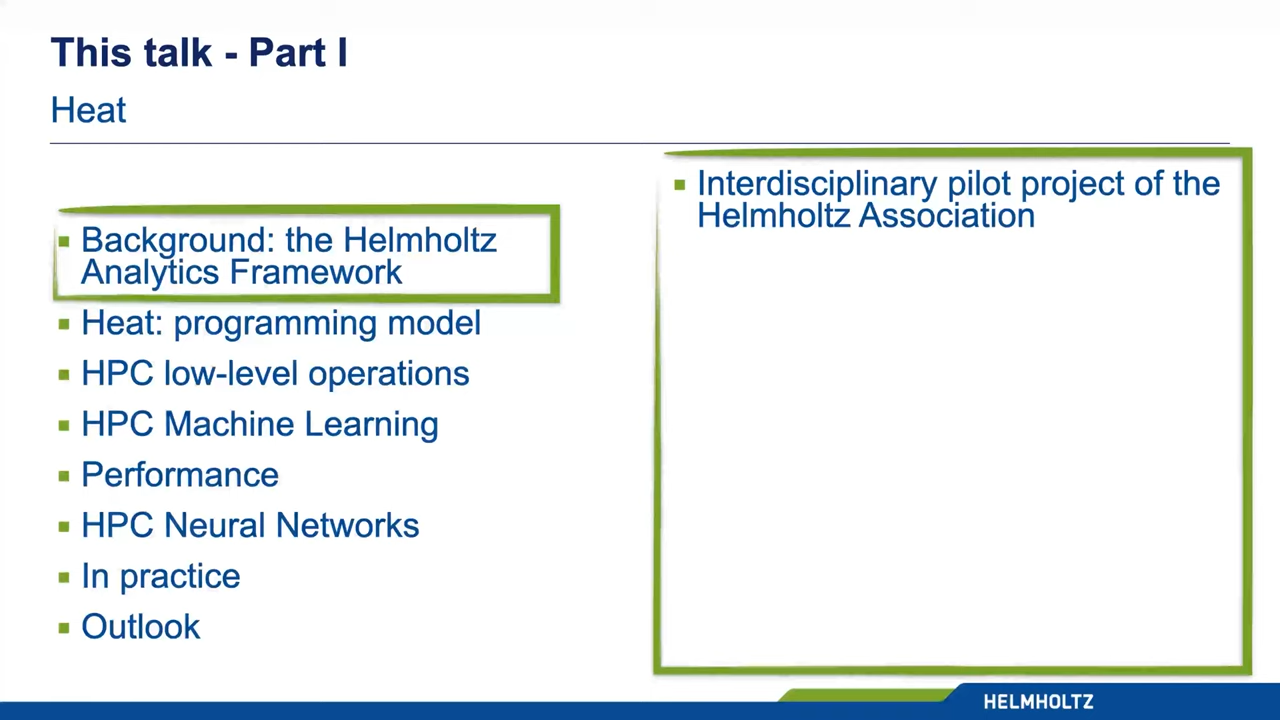 This talk - Part I
Heat
Background: the Helmholtz
Analytics Framework
Heat: programming model
HPC low-level operations
HPC Machine Learning
Performance
HPC Neural Networks
In practice
Outlook
Interdisciplinary pilot project of the
Helmholtz Association
HELMHOLTZ